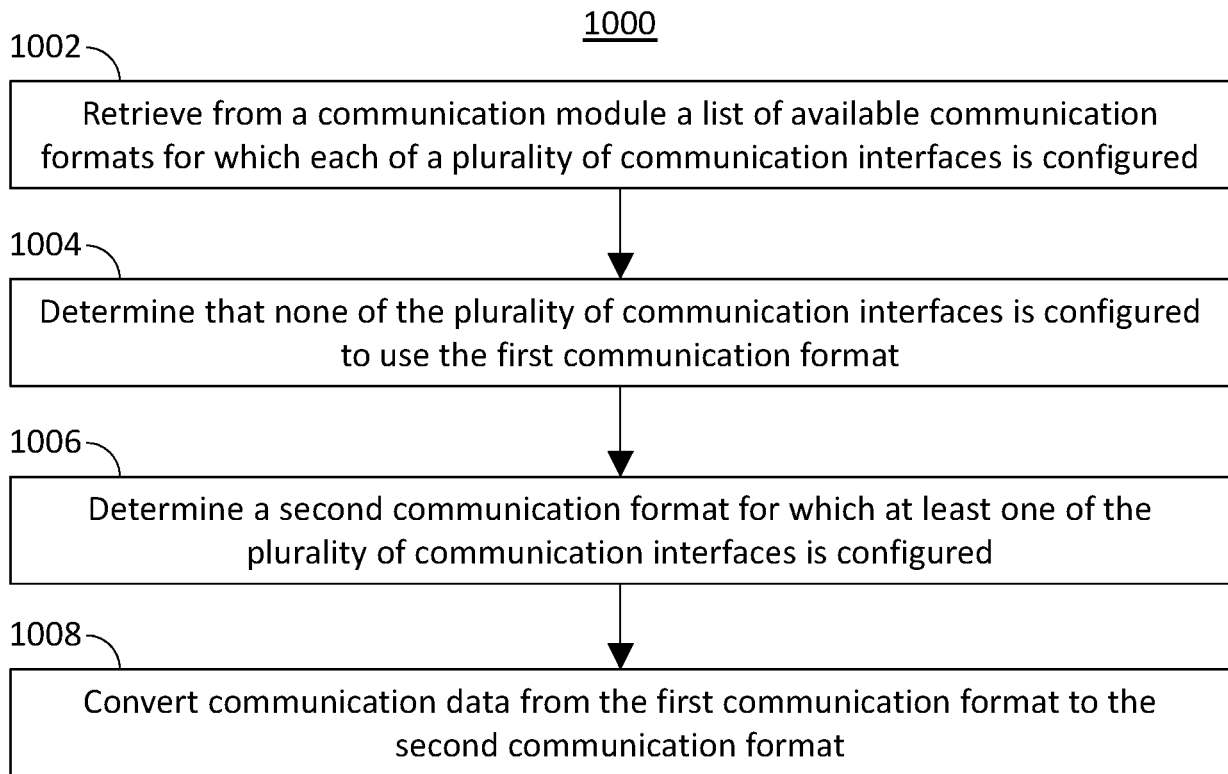 1000
1002
Retrieve from a communication module a list of available communication
formats for which each of a plurality of communication interfaces is configured
1004
Determine that none of the plurality of communication interfaces is configured
to use the first communication format
1006
Determine a second communication format for which at least one of the
plurality of communication interfaces is configured
1008
Convert communication data from the first communication format to the
second communication format